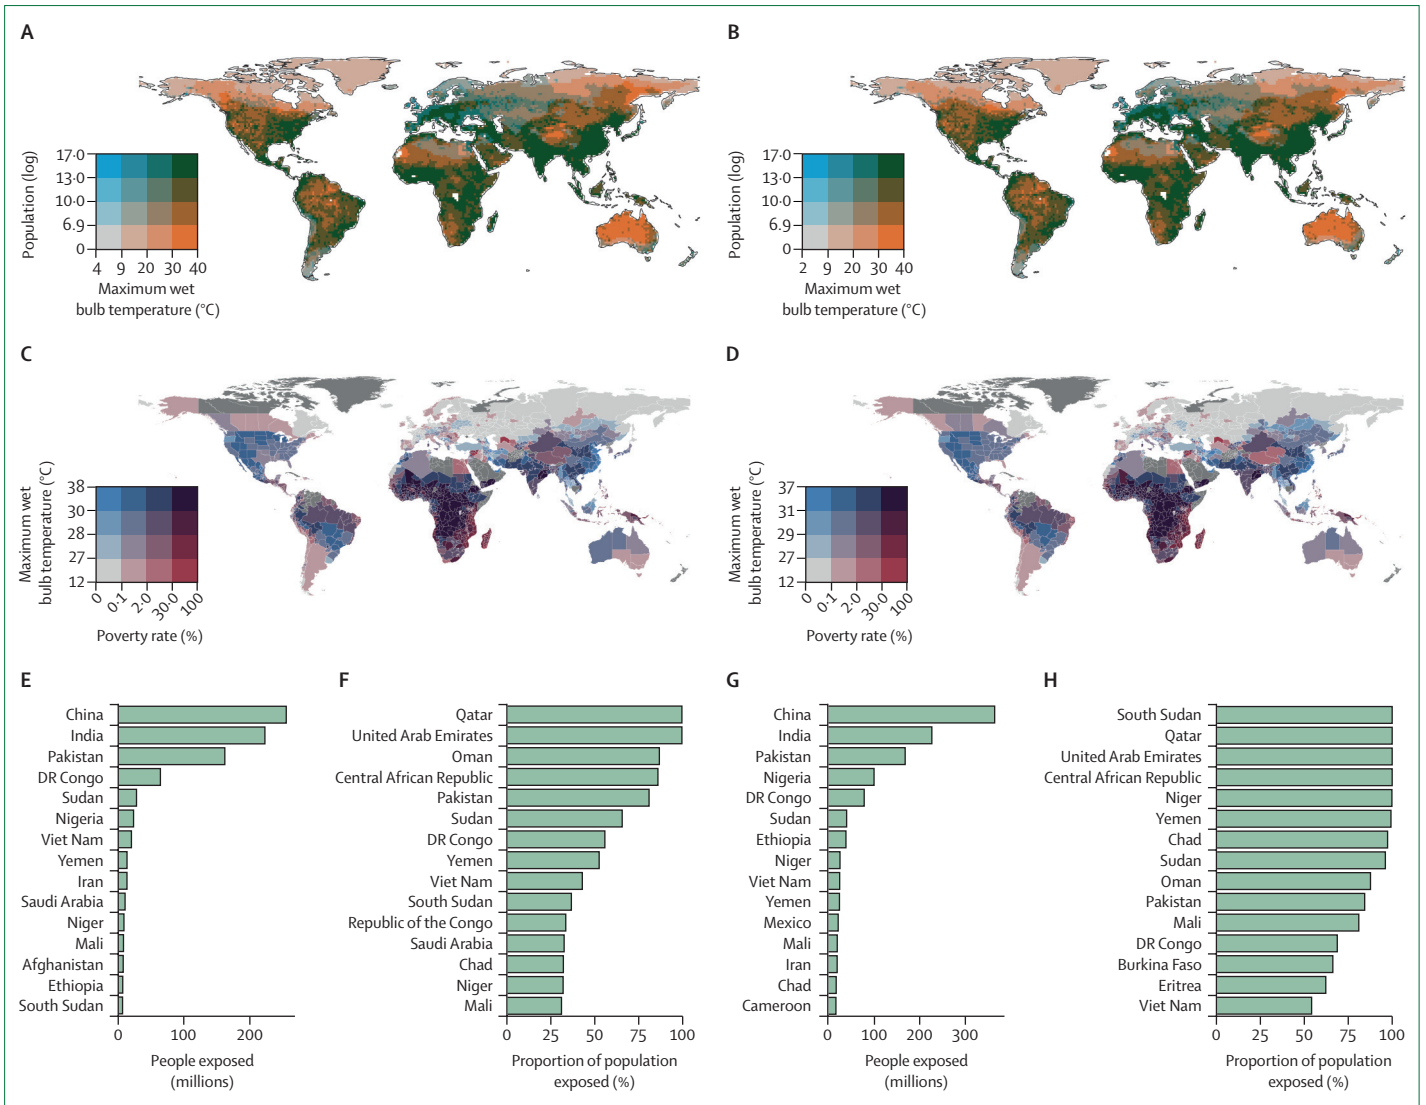 A
Population (log)
17·0
13·0
10·0
6·9
0
4 9 20 30 40
Maximum wet
bulb temperature (°C)
B
Population (log)
17·0
13·0
10·0
6·9
0
2 9 20 30 40
Maximum wet
bulb temperature (°C)
C
Maximum wet
bulb temperature (°C)
38
30
28
27
12
0 0·1 2·0 30·0 100
Poverty rate (%)
D
Maximum wet
bulb temperature (°C)
37
31
29
27
12
0 0·1 2·0 30·0 100
Poverty rate (%)
E
China
India
Pakistan
DR Congo
Sudan
Nigeria
Viet Nam
Yemen
Iran
Saudi Arabia
Niger
Mali
Afghanistan
Ethiopia
South Sudan
0 100 200
People exposed
(millions)
F
Qatar
United Arab Emirates
Oman
Central African Republic
Pakistan
Sudan
DR Congo
Yemen
Viet Nam
South Sudan
Republic of the Congo
Saudi Arabia
Chad
Niger
Mali
0 25 50 75 100
Proportion of population
exposed (%)
G
China
India
Pakistan
Nigeria
DR Congo
Sudan
Ethiopia
Niger
Viet Nam
Yemen
Mexico
Mali
Iran
Chad
Cameroon
0 100 200 300
People exposed
(millions)
H
South Sudan
Qatar
United Arab Emirates
Central African Republic
Niger
Yemen
Chad
Sudan
Oman
Pakistan
Mali
DR Congo
Burkina Faso
Eritrea
Viet Nam
0 25 50 75 100
Proportion of population
exposed (%)